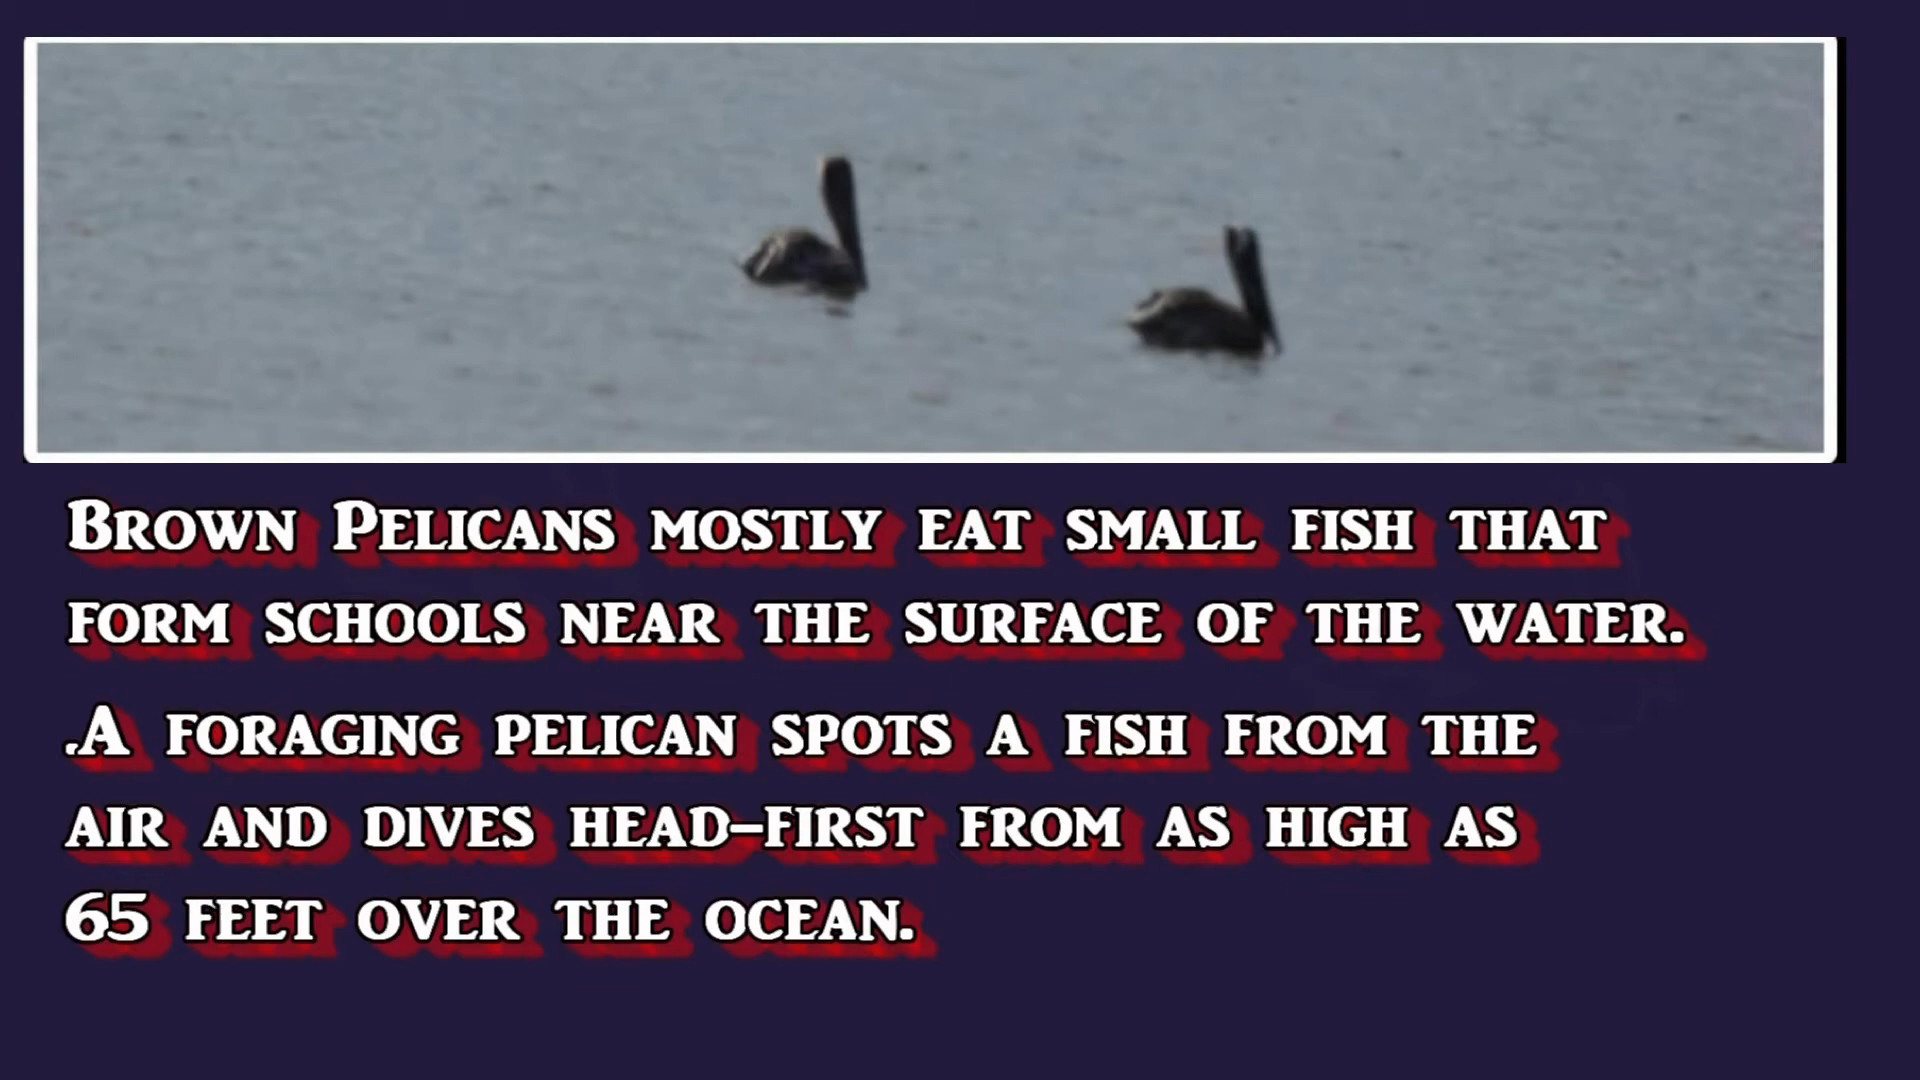 Brown Pelicans mostly eat small fish that
form schools near the surface of the water.
.A foraging pelican spots a fish from the
air and dives head–first from as high as
65 feet over the ocean.